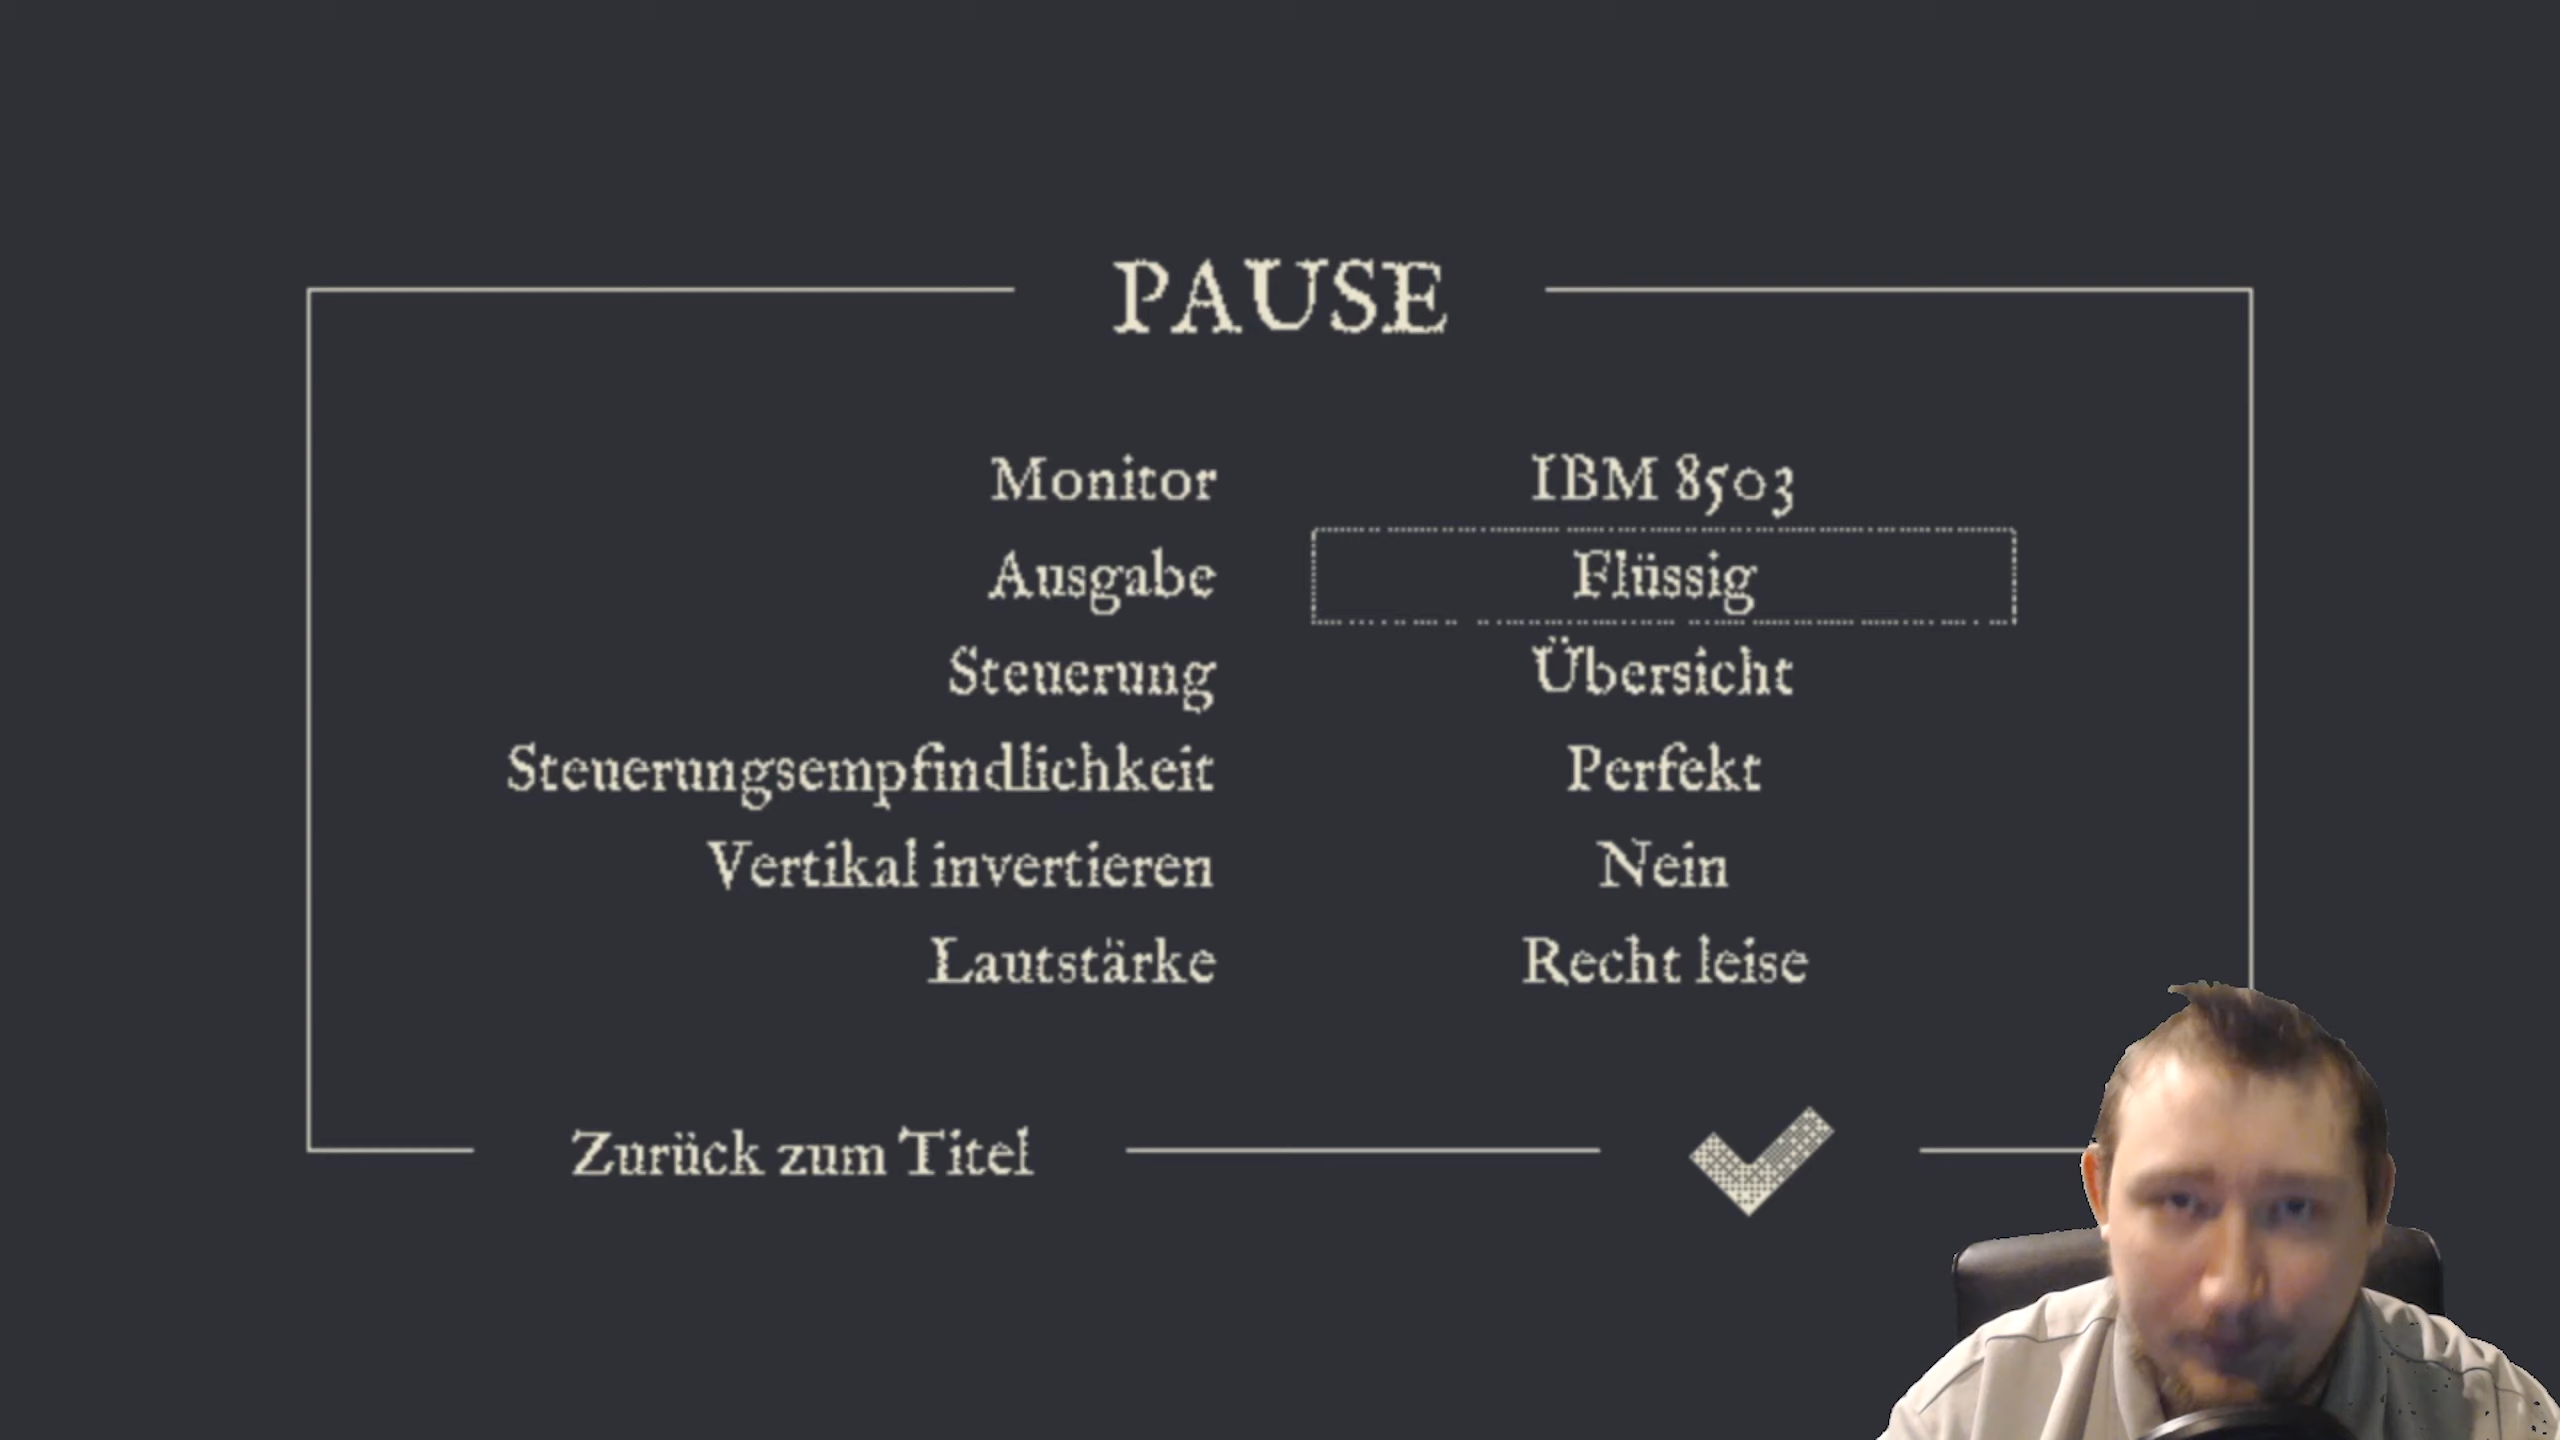 PAUSE
Monitor IBM 8503
Ausgabe Flüssig
Steuerung Übersicht
Steuerungsempfindlichkeit Perfekt
Vertikal invertieren Nein
Lautstärke Recht leise
Zurück zum Titel